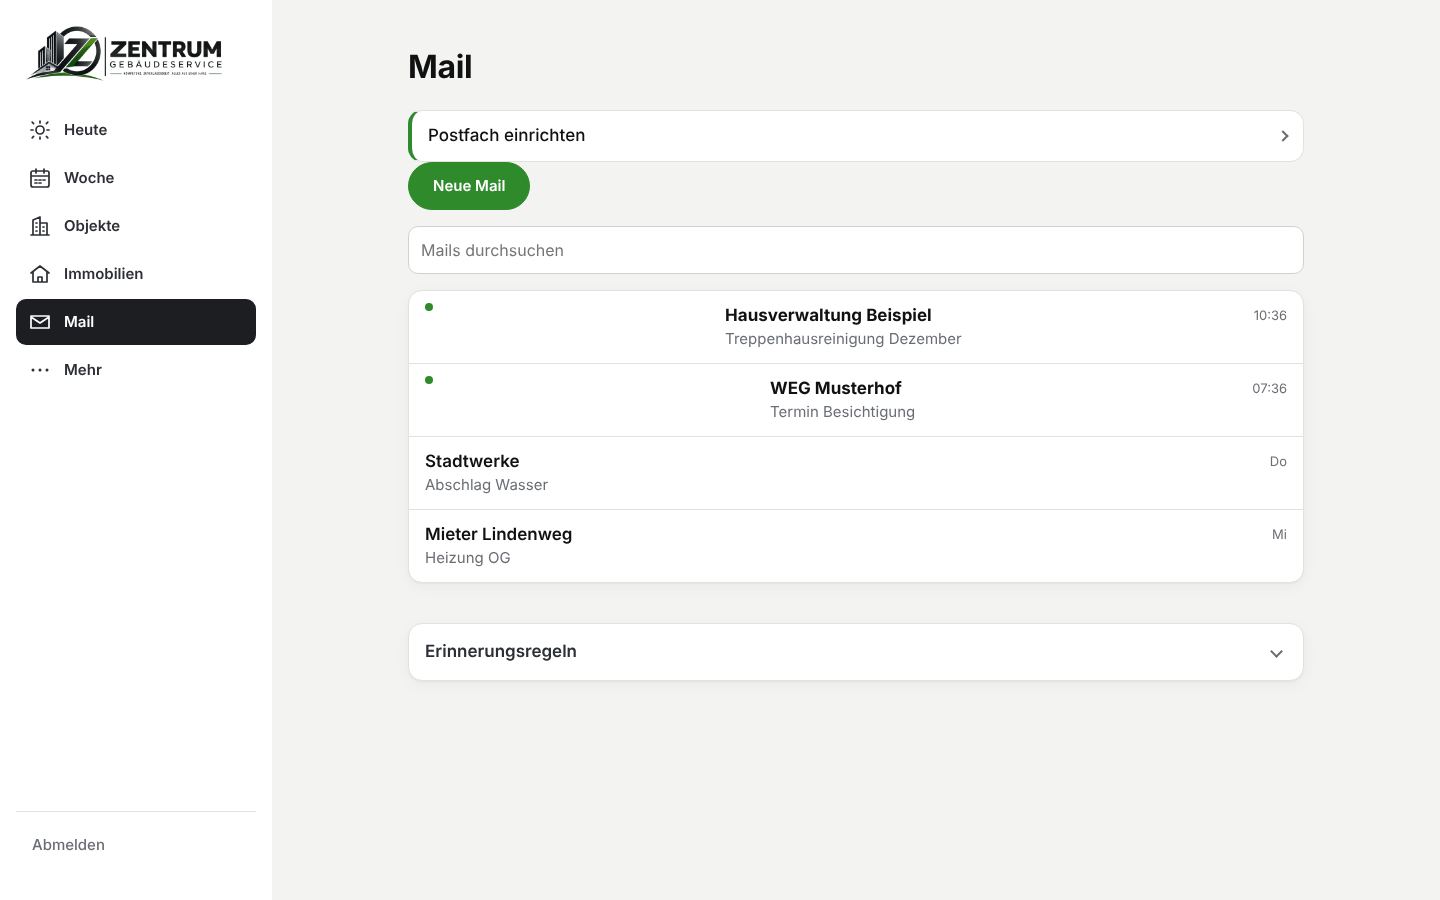 ZENTRUM
GEBÄUDESERVICE
Heute
Woche
Objekte
Immobilien
Mail
Mehr
Abmelden
Mail
Postfach einrichten
Neue Mail
Mails durchsuchen
Hausverwaltung Beispiel 10:36
Treppenhausreinigung Dezember
WEG Musterhof 07:36
Termin Besichtigung
Stadtwerke Do
Abschlag Wasser
Mieter Lindenweg Mi
Heizung OG
Erinnerungsregeln